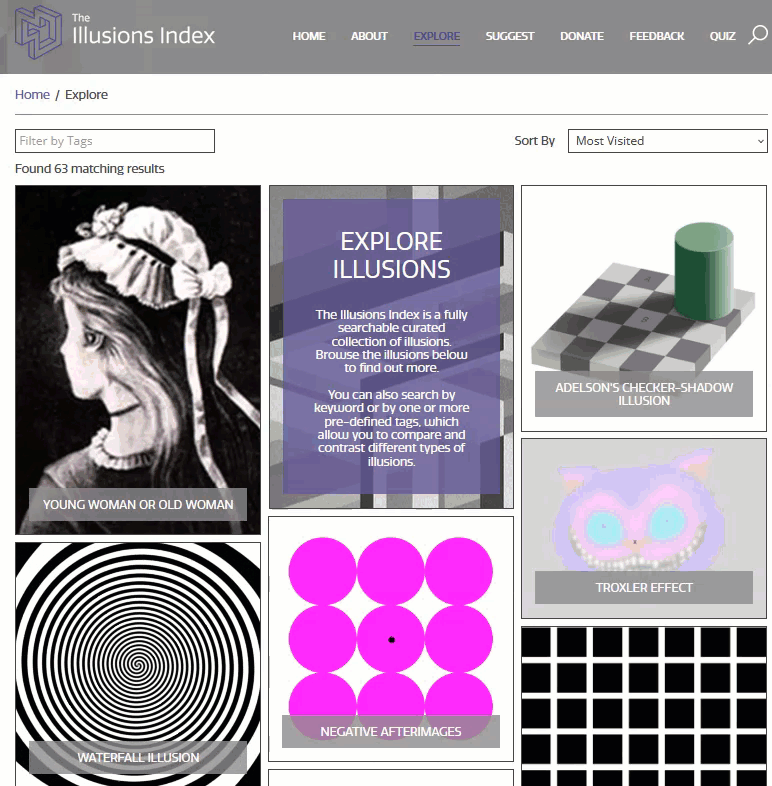 The
Illusions Index
HOME ABOUT EXPLORE SUGGEST DONATE FEEDBACK QUIZ
Home / Explore
Filter by Tags
Sort By Most Visited
Found 63 matching results
YOUNG WOMAN OR OLD WOMAN
EXPLORE
ILLUSIONS
The Illusions Index is a fully
searchable curated
collection of illusions.
Browse the illusions below
to find out more.
You can also search by
keyword or by one or more
pre-defined tags, which
allow you to compare and
contrast different types of
illusions.
ADELSON'S CHECKER-SHADOW
ILLUSION
TROXLER EFFECT
NEGATIVE AFTERIMAGES
WATERFALL ILLUSION